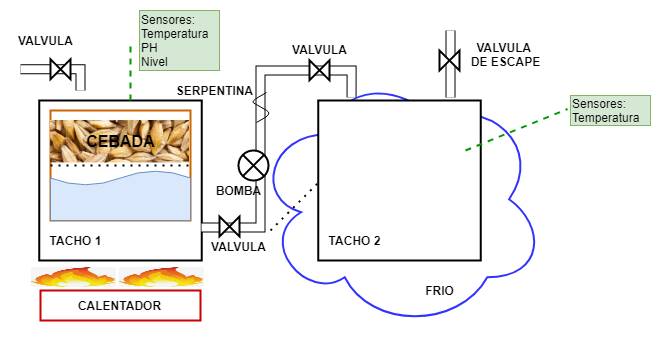 VALVULA
Sensores:
Temperatura
PH
Nivel
VALVULA
VALVULA
DE ESCAPE
SERPENTINA
Sensores:
Temperatura
CEBADA
BOMBA
TACHO 1
VALVULA
TACHO 2
FRIO
CALENTADOR